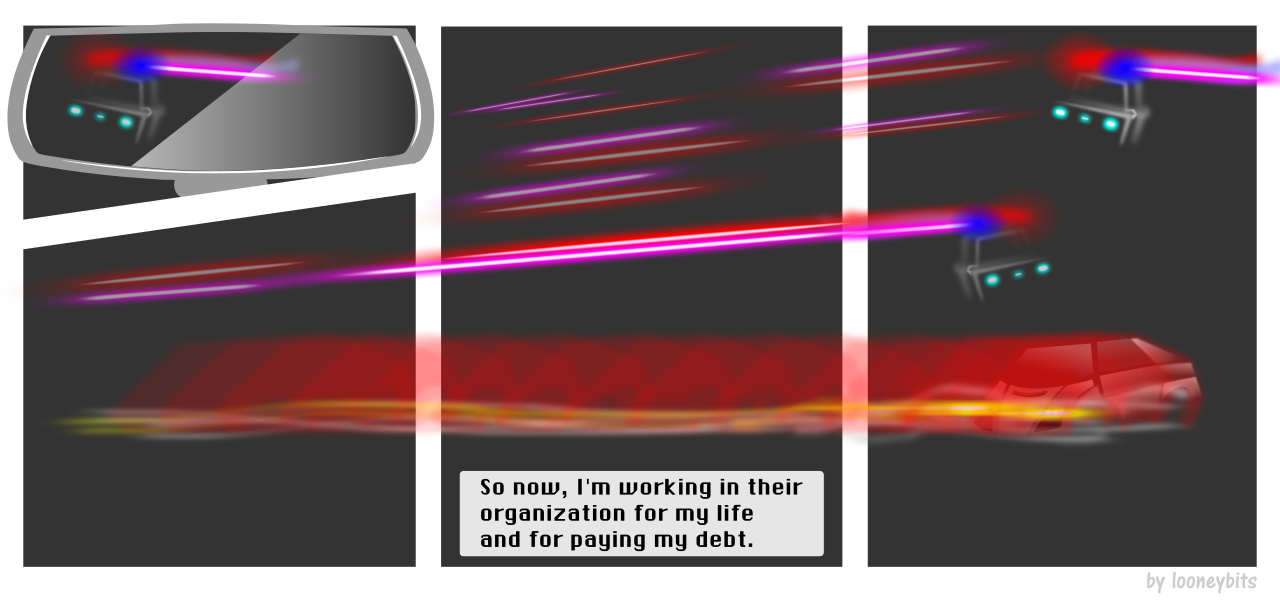 So now, I'm working in their
organization for my life
and for paying my debt.
by looneybits